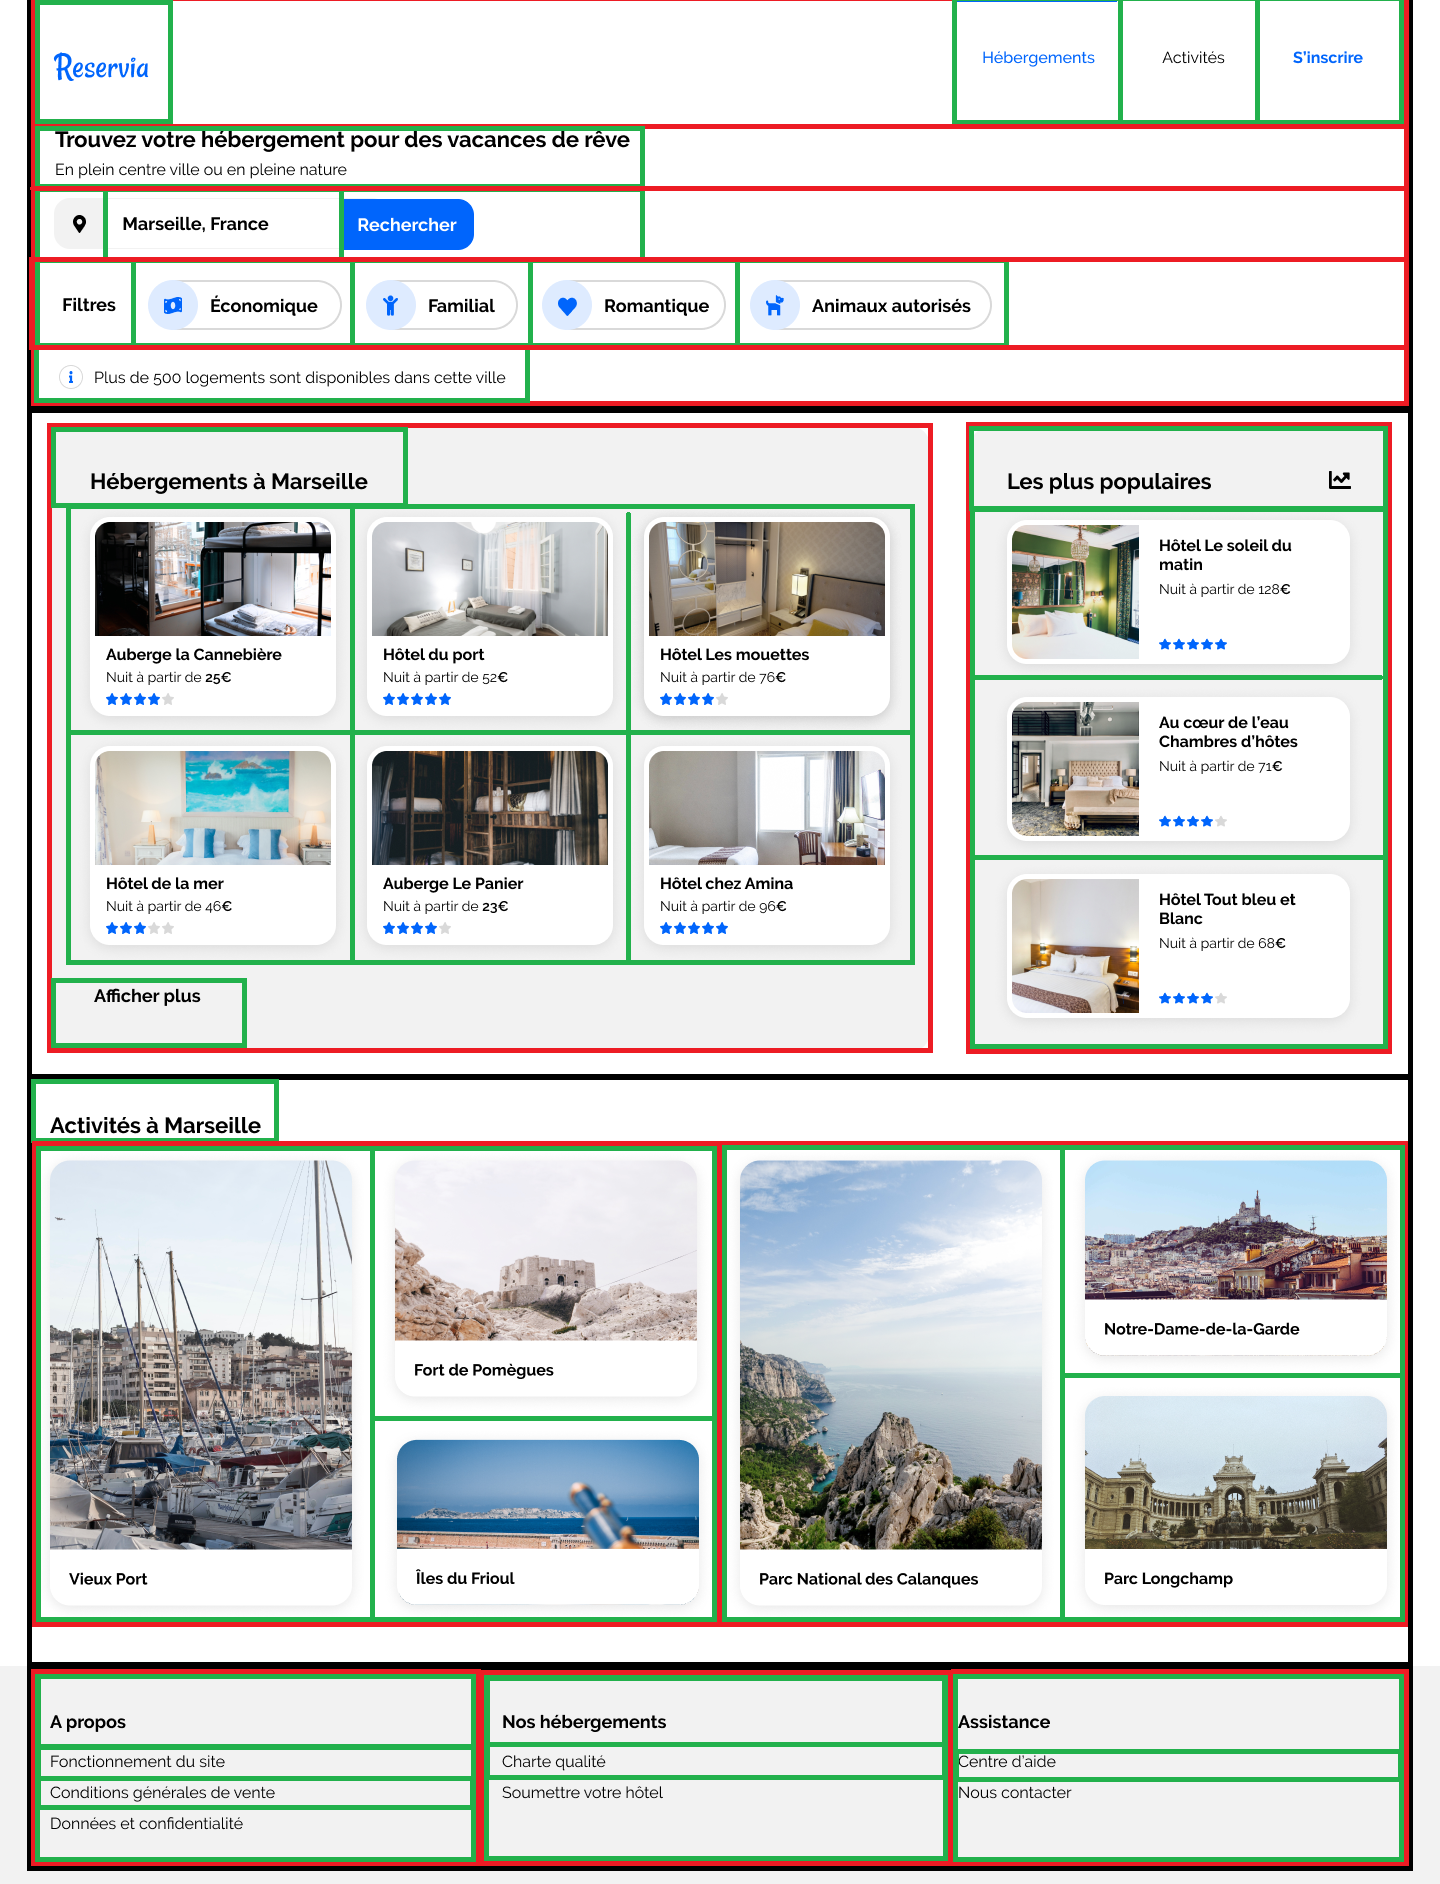 Reservia
Hébergements
Activités
S'inscrire
Trouvez votre hébergement pour des vacances de rêve
En plein centre ville ou en pleine nature
Marseille, France
Rechercher
Filtres
Économique
Familial
Romantique
Animaux autorisés
Plus de 500 logements sont disponibles dans cette ville
Hébergements à Marseille
Auberge la Cannebière
Nuit à partir de 25€
Hôtel du port
Nuit à partir de 52€
Hôtel Les mouettes
Nuit à partir de 76€
Hôtel de la mer
Nuit à partir de 46€
Auberge Le Panier
Nuit à partir de 23€
Hôtel chez Amina
Nuit à partir de 96€
Afficher plus
Les plus populaires
Hôtel Le soleil du
matin
Nuit à partir de 128€
Au cœur de l'eau
Chambres d'hôtes
Nuit à partir de 71€
Hôtel Tout bleu et
Blanc
Nuit à partir de 68€
Activités à Marseille
Vieux Port
Fort de Pomègues
Îles du Frioul
Parc National des Calanques
Notre-Dame-de-la-Garde
Parc Longchamp
A propos
Fonctionnement du site
Conditions générales de vente
Données et confidentialité
Nos hébergements
Charte qualité
Soumettre votre hôtel
Assistance
Centre d'aide
Nous contacter